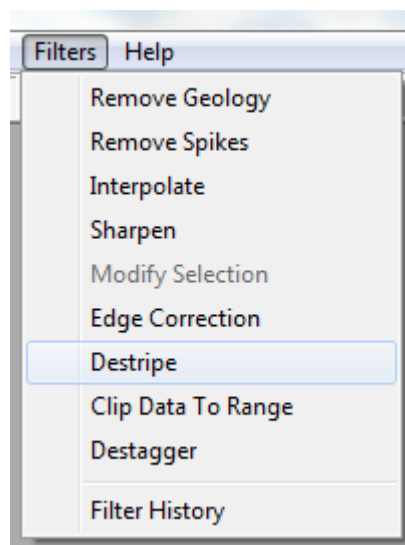 Filters Help
Remove Geology
Remove Spikes
Interpolate
Sharpen
Modify Selection
Edge Correction
Destripe
Clip Data To Range
Destagger
Filter History